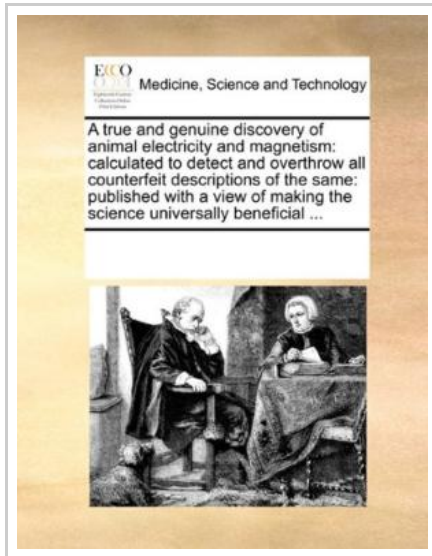 ECCO
Medicine, Science and Technology
A true and genuine discovery of
animal electricity and magnetism:
calculated to detect and overthrow all
counterfeit descriptions of the same:
published with a view of making the
science universally beneficial ...